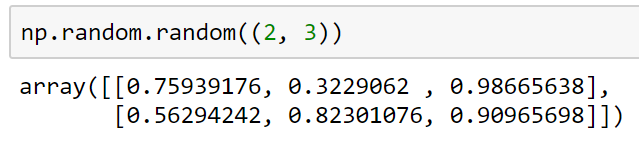 np.random.random((2, 3))
array([[0.75939176, 0.3229062 , 0.98665638],
       [0.56294242, 0.82301076, 0.90965698]])